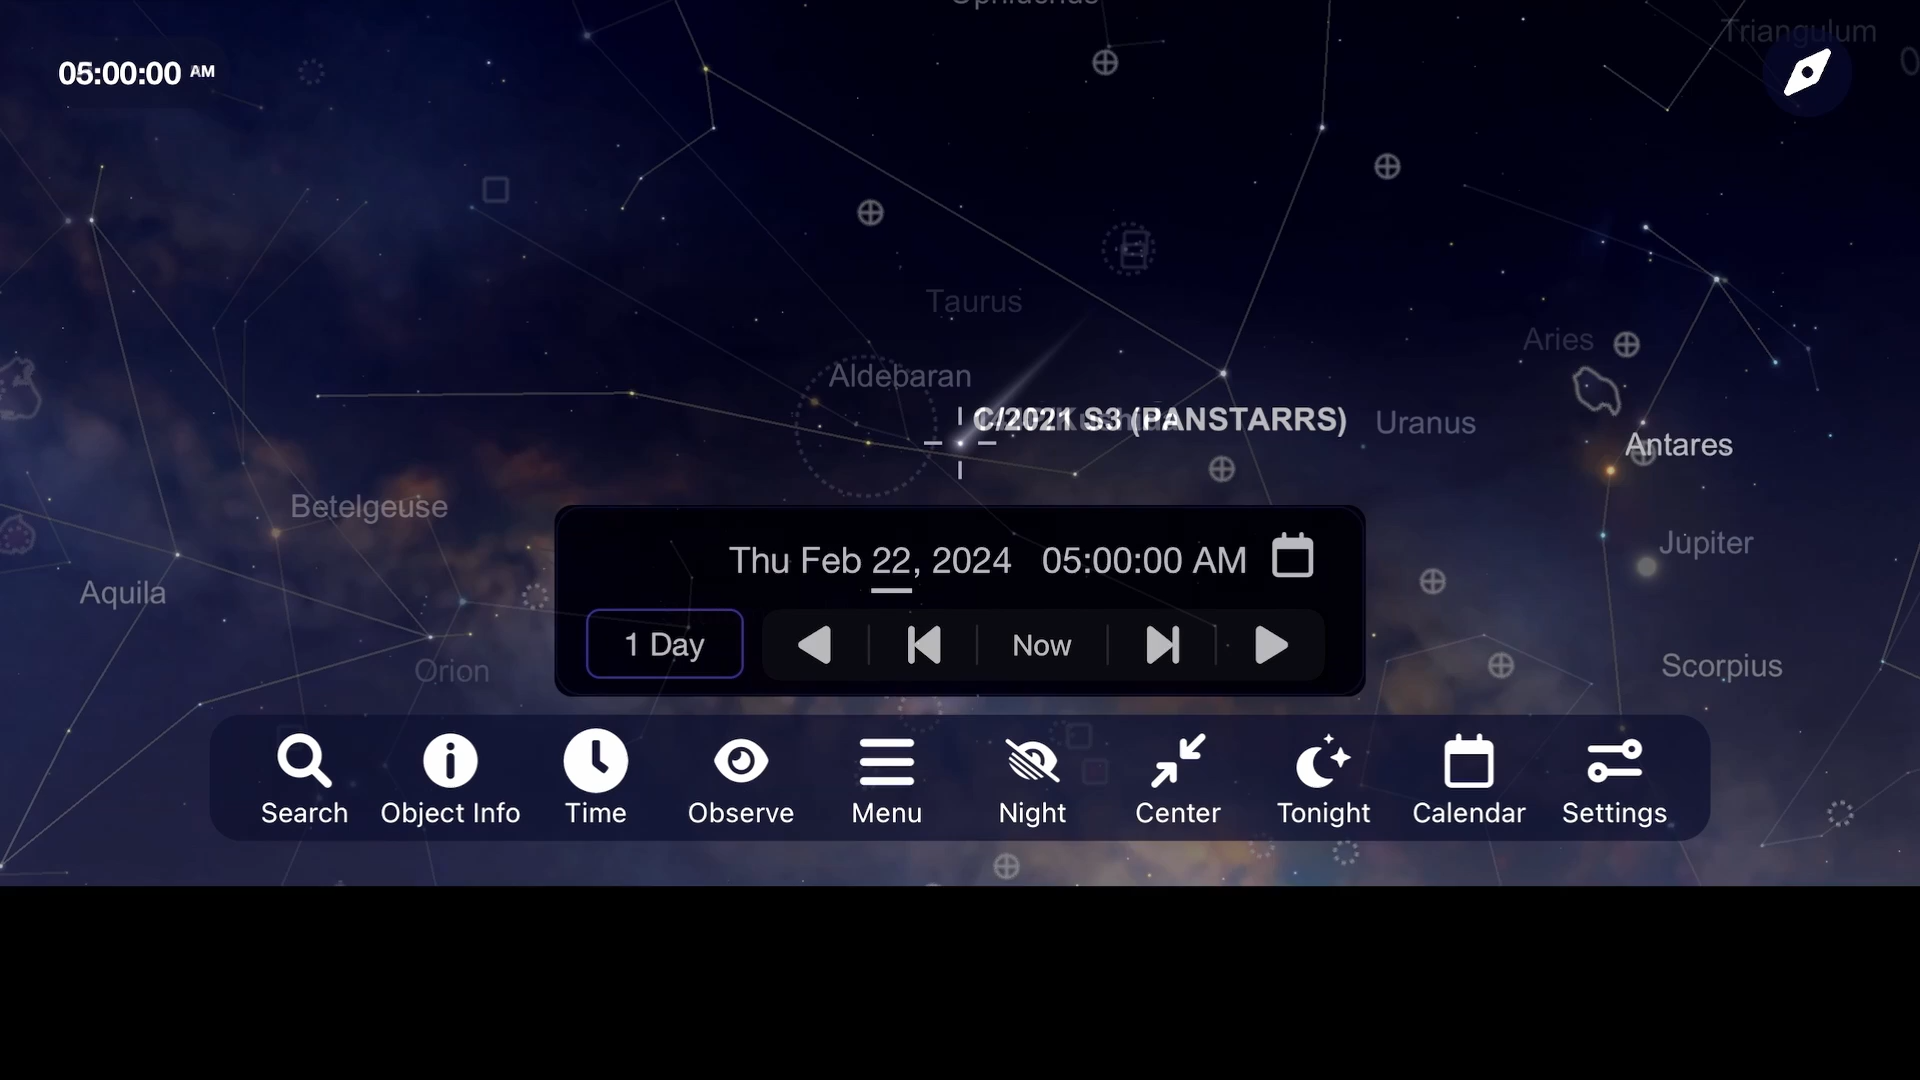 Ophiuchus
Triangulum
05:00:00 AM
Taurus
Aries
Aldebaran
C/2021 S3 (PANSTARRS)
Uranus
Antares
Betelgeuse
Jupiter
Thu Feb 22, 2024 05:00:00 AM
Aquila
1 Day
Now
Orion
Scorpius
Search
Object Info
Time
Observe
Menu
Night
Center
Tonight
Calendar
Settings